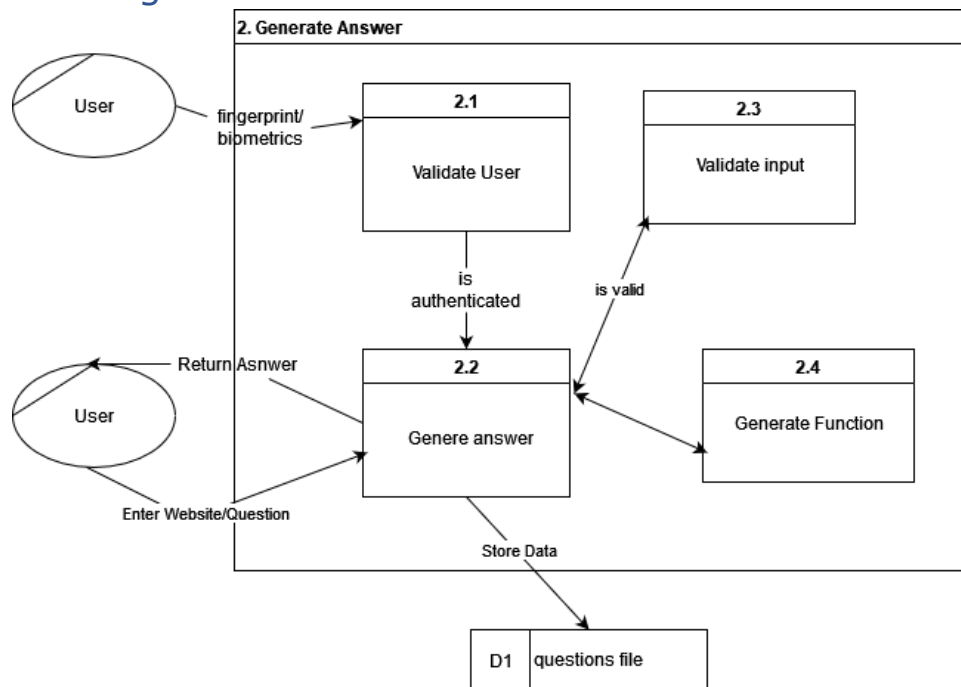 2. Generate Answer
User
fingerprint/
biometrics
2.1
Validate User
2.3
Validate input
is
authenticated
is valid
Return Asnwer
User
2.2
Genere answer
2.4
Generate Function
Enter Website/Question
Store Data
D1
questions file